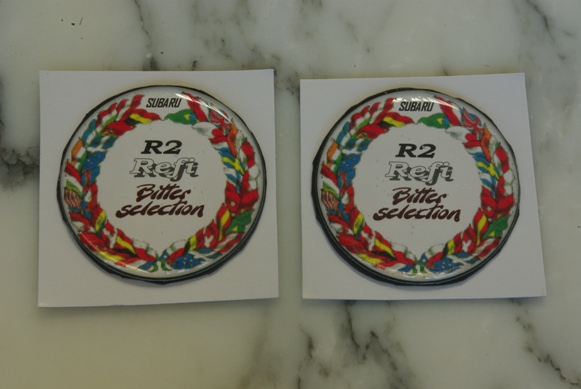 SUBARU
R2
Refi
Bitter
selection
SUBARU
R2
Refi
Bitter
selection